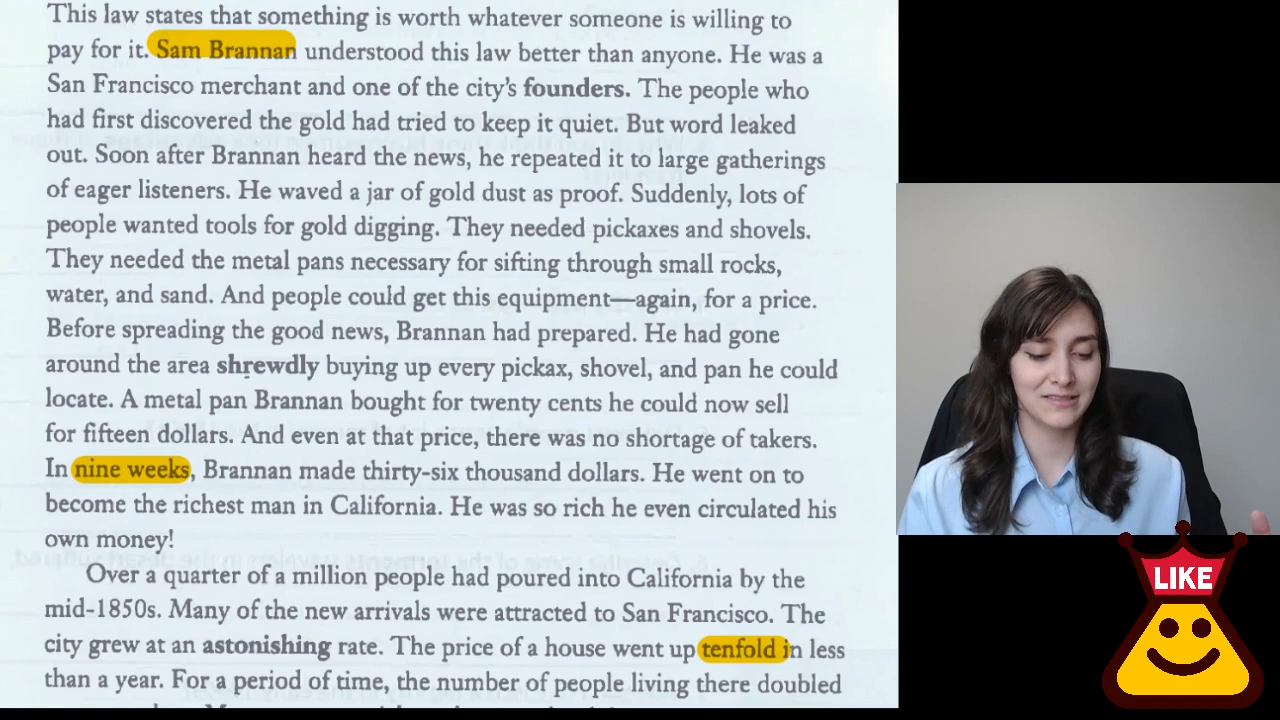 This law states that something is worth whatever someone is willing to
pay for it. Sam Brannan understood this law better than anyone. He was a
San Francisco merchant and one of the city's founders. The people who
had first discovered the gold had tried to keep it quiet. But word leaked
out. Soon after Brannan heard the news, he repeated it to large gatherings
of eager listeners. He waved a jar of gold dust as proof. Suddenly, lots of
people wanted tools for gold digging. They needed pickaxes and shovels.
They needed the metal pans necessary for sifting through small rocks,
water, and sand. And people could get this equipment—again, for a price.
Before spreading the good news, Brannan had prepared. He had gone
around the area shrewdly buying up every pickax, shovel, and pan he could
locate. A metal pan Brannan bought for twenty cents he could now sell
for fifteen dollars. And even at that price, there was no shortage of takers.
In nine weeks, Brannan made thirty-six thousand dollars. He went on to
become the richest man in California. He was so rich he even circulated his
own money!
Over a quarter of a million people had poured into California by the
mid-1850s. Many of the new arrivals were attracted to San Francisco. The
city grew at an astonishing rate. The price of a house went up tenfold in less
than a year. For a period of time, the number of people living there doubled
LIKE